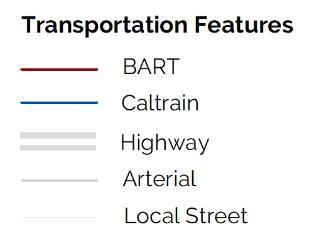 Transportation Features
BART
Caltrain
Highway
Arterial
Local Street